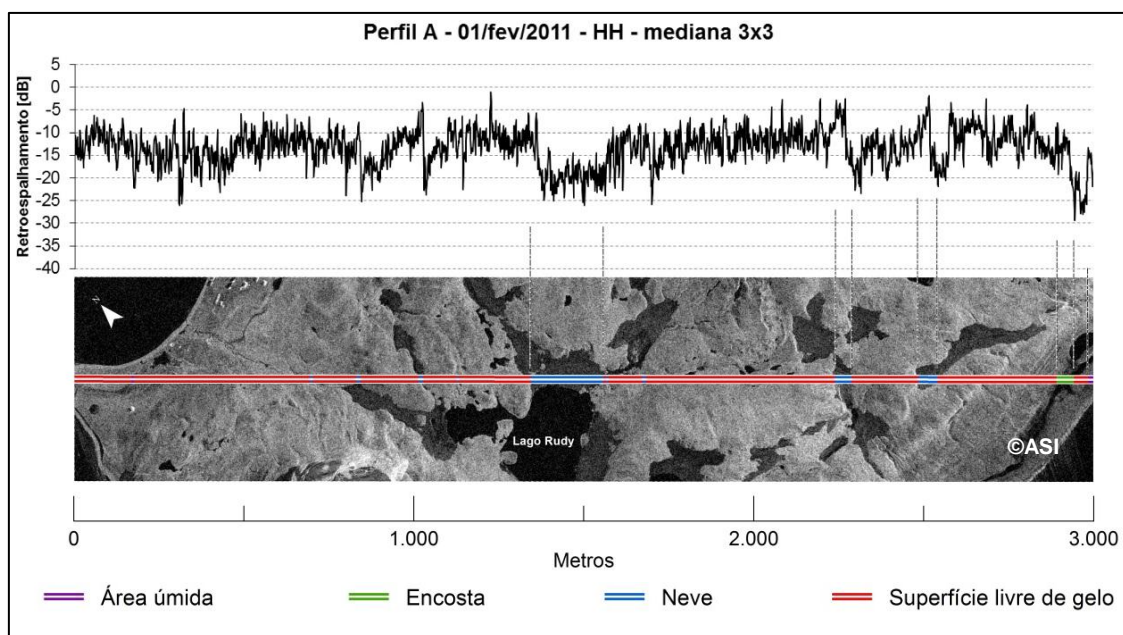 Perfil A - 01/fev/2011 - HH - mediana 3x3
Retroespalhamento [dB]
5
0
-5
-10
-15
-20
-25
-30
-35
-40
N
Lago Rudy
©ASI
0 1.000 2.000 3.000
Metros
Área úmida Encosta Neve Superfície livre de gelo